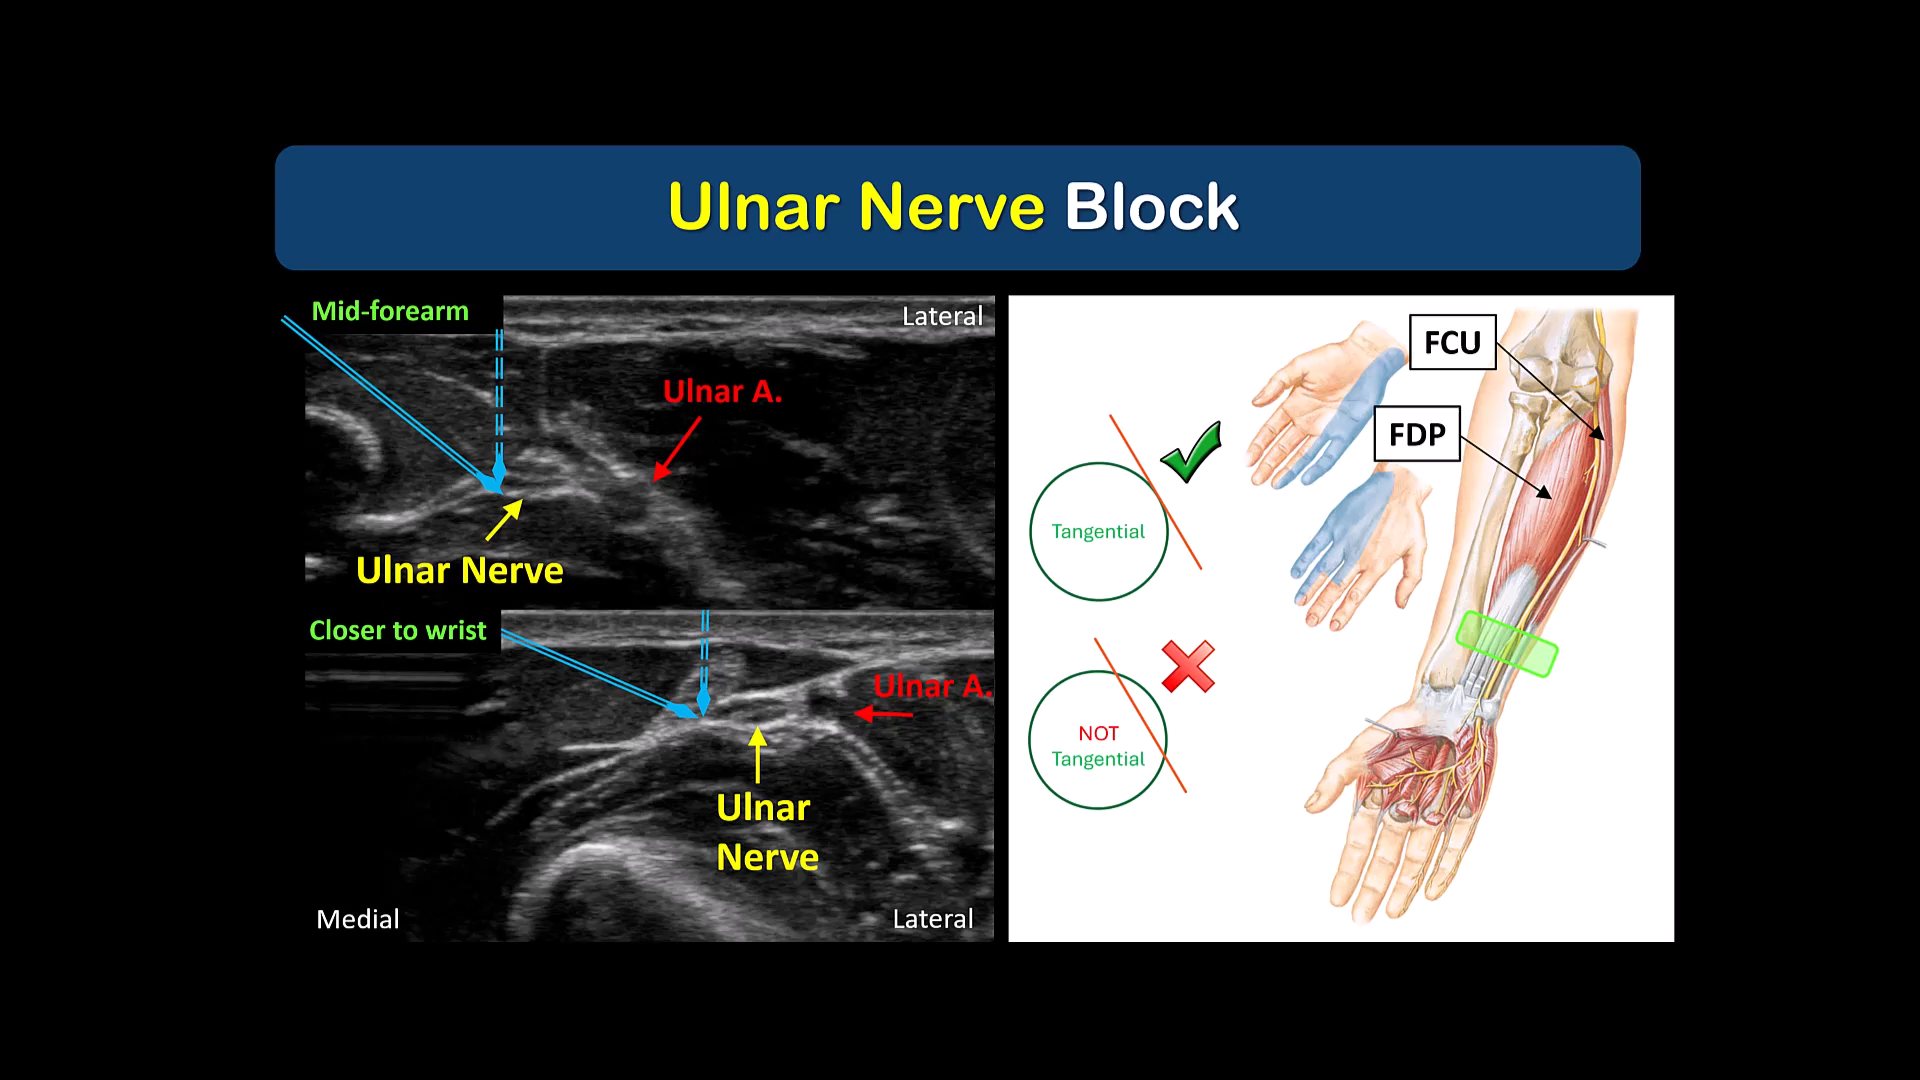 Ulnar Nerve Block
Mid-forearm
Lateral
Ulnar A.
Ulnar Nerve
Closer to wrist
Ulnar A.
Ulnar
Nerve
Medial
Lateral
FCU
FDP
Tangential
NOT
Tangential